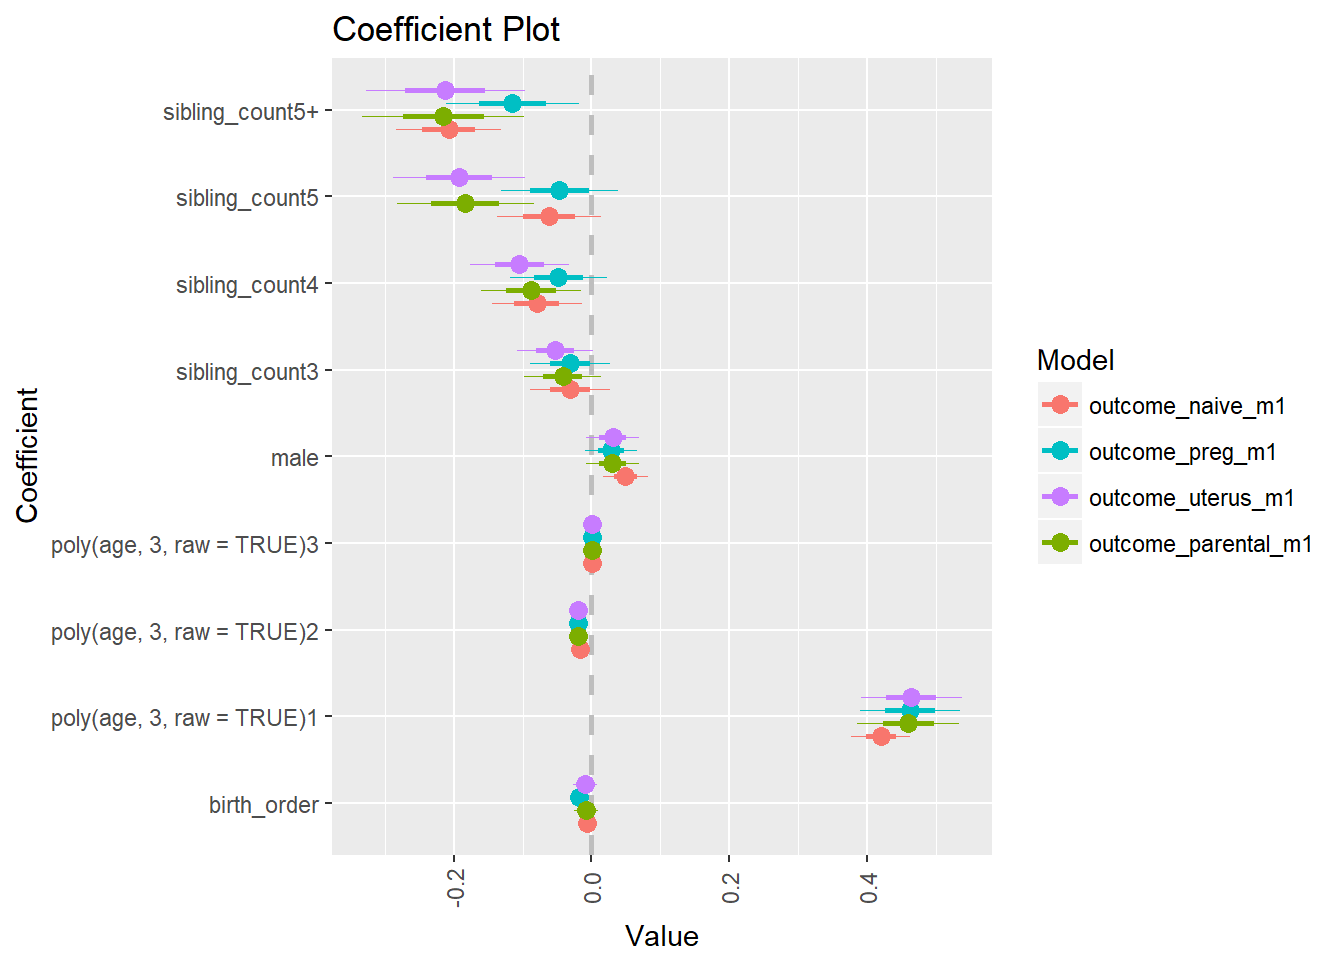 Coefficient Plot
sibling_count5+
sibling_count5
sibling_count4
sibling_count3
male
poly(age, 3, raw = TRUE)3
poly(age, 3, raw = TRUE)2
poly(age, 3, raw = TRUE)1
birth_order
Coefficient
-0.2
0.0
0.2
0.4
Value
Model
outcome_naive_m1
outcome_preg_m1
outcome_uterus_m1
outcome_parental_m1